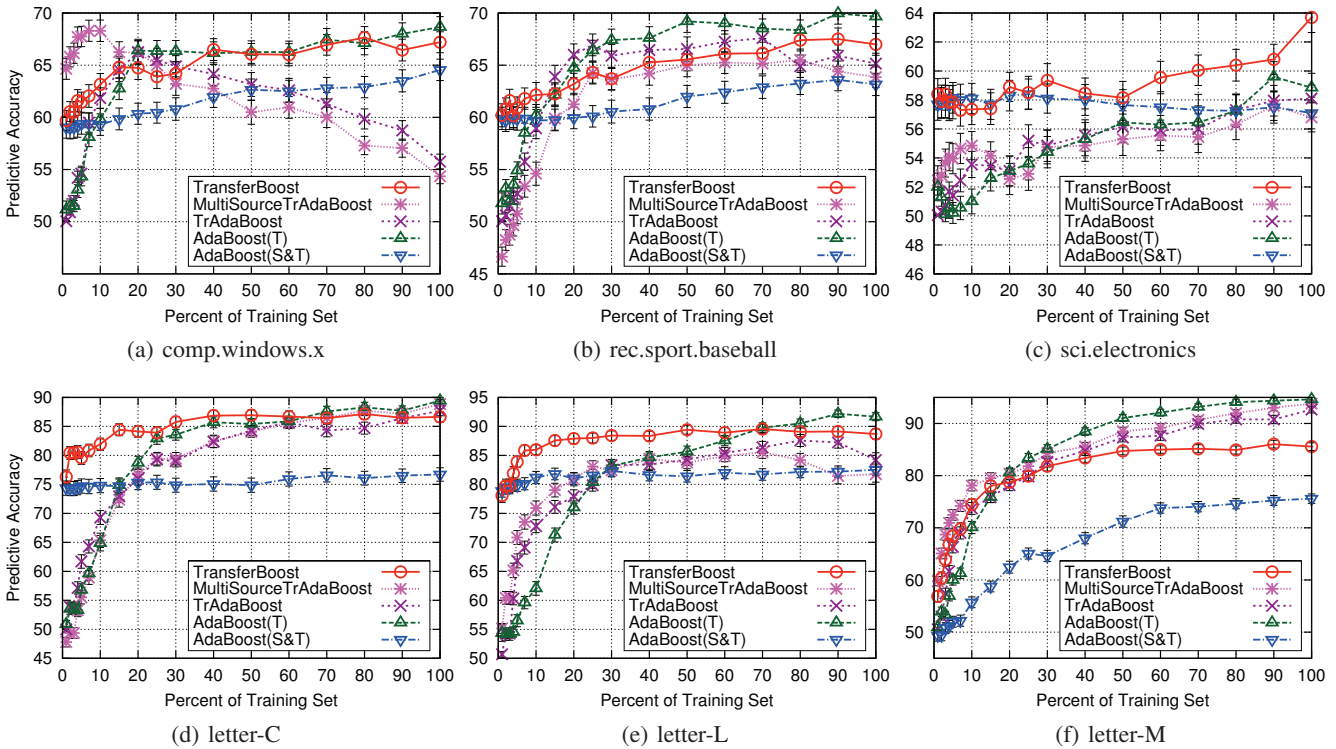 70
65
60
55
50
45
Predictive Accuracy
TransferBoost
MultiSourceTrAdaBoost
TrAdaBoost
AdaBoost(T)
AdaBoost(S&T)
0 10 20 30 40 50 60 70 80 90 100
Percent of Training Set
(a) comp.windows.x
70
65
60
55
50
45
TransferBoost
MultiSourceTrAdaBoost
TrAdaBoost
AdaBoost(T)
AdaBoost(S&T)
0 10 20 30 40 50 60 70 80 90 100
Percent of Training Set
(b) rec.sport.baseball
64
62
60
58
56
54
52
50
48
46
TransferBoost
MultiSourceTrAdaBoost
TrAdaBoost
AdaBoost(T)
AdaBoost(S&T)
0 10 20 30 40 50 60 70 80 90 100
Percent of Training Set
(c) sci.electronics
90
85
80
75
70
65
60
55
50
45
Predictive Accuracy
TransferBoost
MultiSourceTrAdaBoost
TrAdaBoost
AdaBoost(T)
AdaBoost(S&T)
0 10 20 30 40 50 60 70 80 90 100
Percent of Training Set
(d) letter-C
95
90
85
80
75
70
65
60
55
50
TransferBoost
MultiSourceTrAdaBoost
TrAdaBoost
AdaBoost(T)
AdaBoost(S&T)
0 10 20 30 40 50 60 70 80 90 100
Percent of Training Set
(e) letter-L
90
80
70
60
50
TransferBoost
MultiSourceTrAdaBoost
TrAdaBoost
AdaBoost(T)
AdaBoost(S&T)
0 10 20 30 40 50 60 70 80 90 100
Percent of Training Set
(f) letter-M